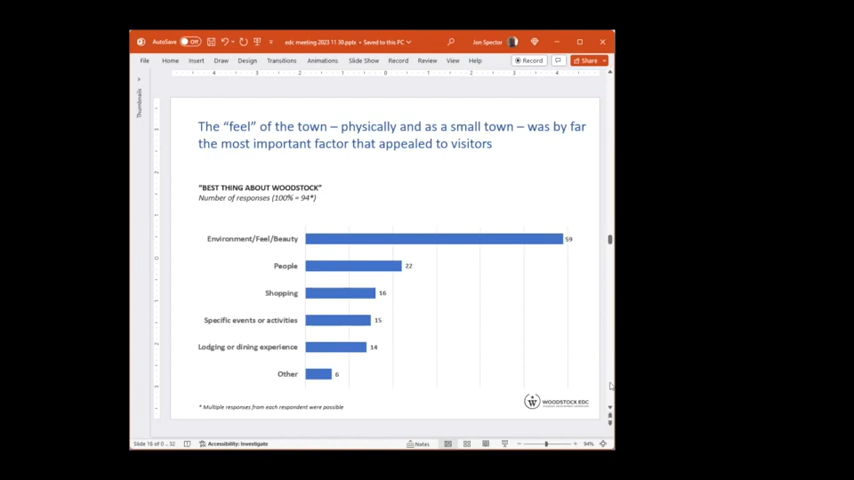 AutoSave Off edc meeting 2023 11 30.pptx • Saved to this PC Jon Spector
File Home Insert Draw Design Transitions Animations Slide Show Record Review View Help Record Share
Thumbnails
The “feel” of the town – physically and as a small town – was by far
the most important factor that appealed to visitors
“BEST THING ABOUT WOODSTOCK”
Number of responses (100% = 94*)
Environment/Feel/Beauty 59
People 22
Shopping 16
Specific events or activities 15
Lodging or dining experience 14
Other 6
* Multiple responses from each respondent were possible
WOODSTOCK EDC
Accessibility: Investigate Notes 94%